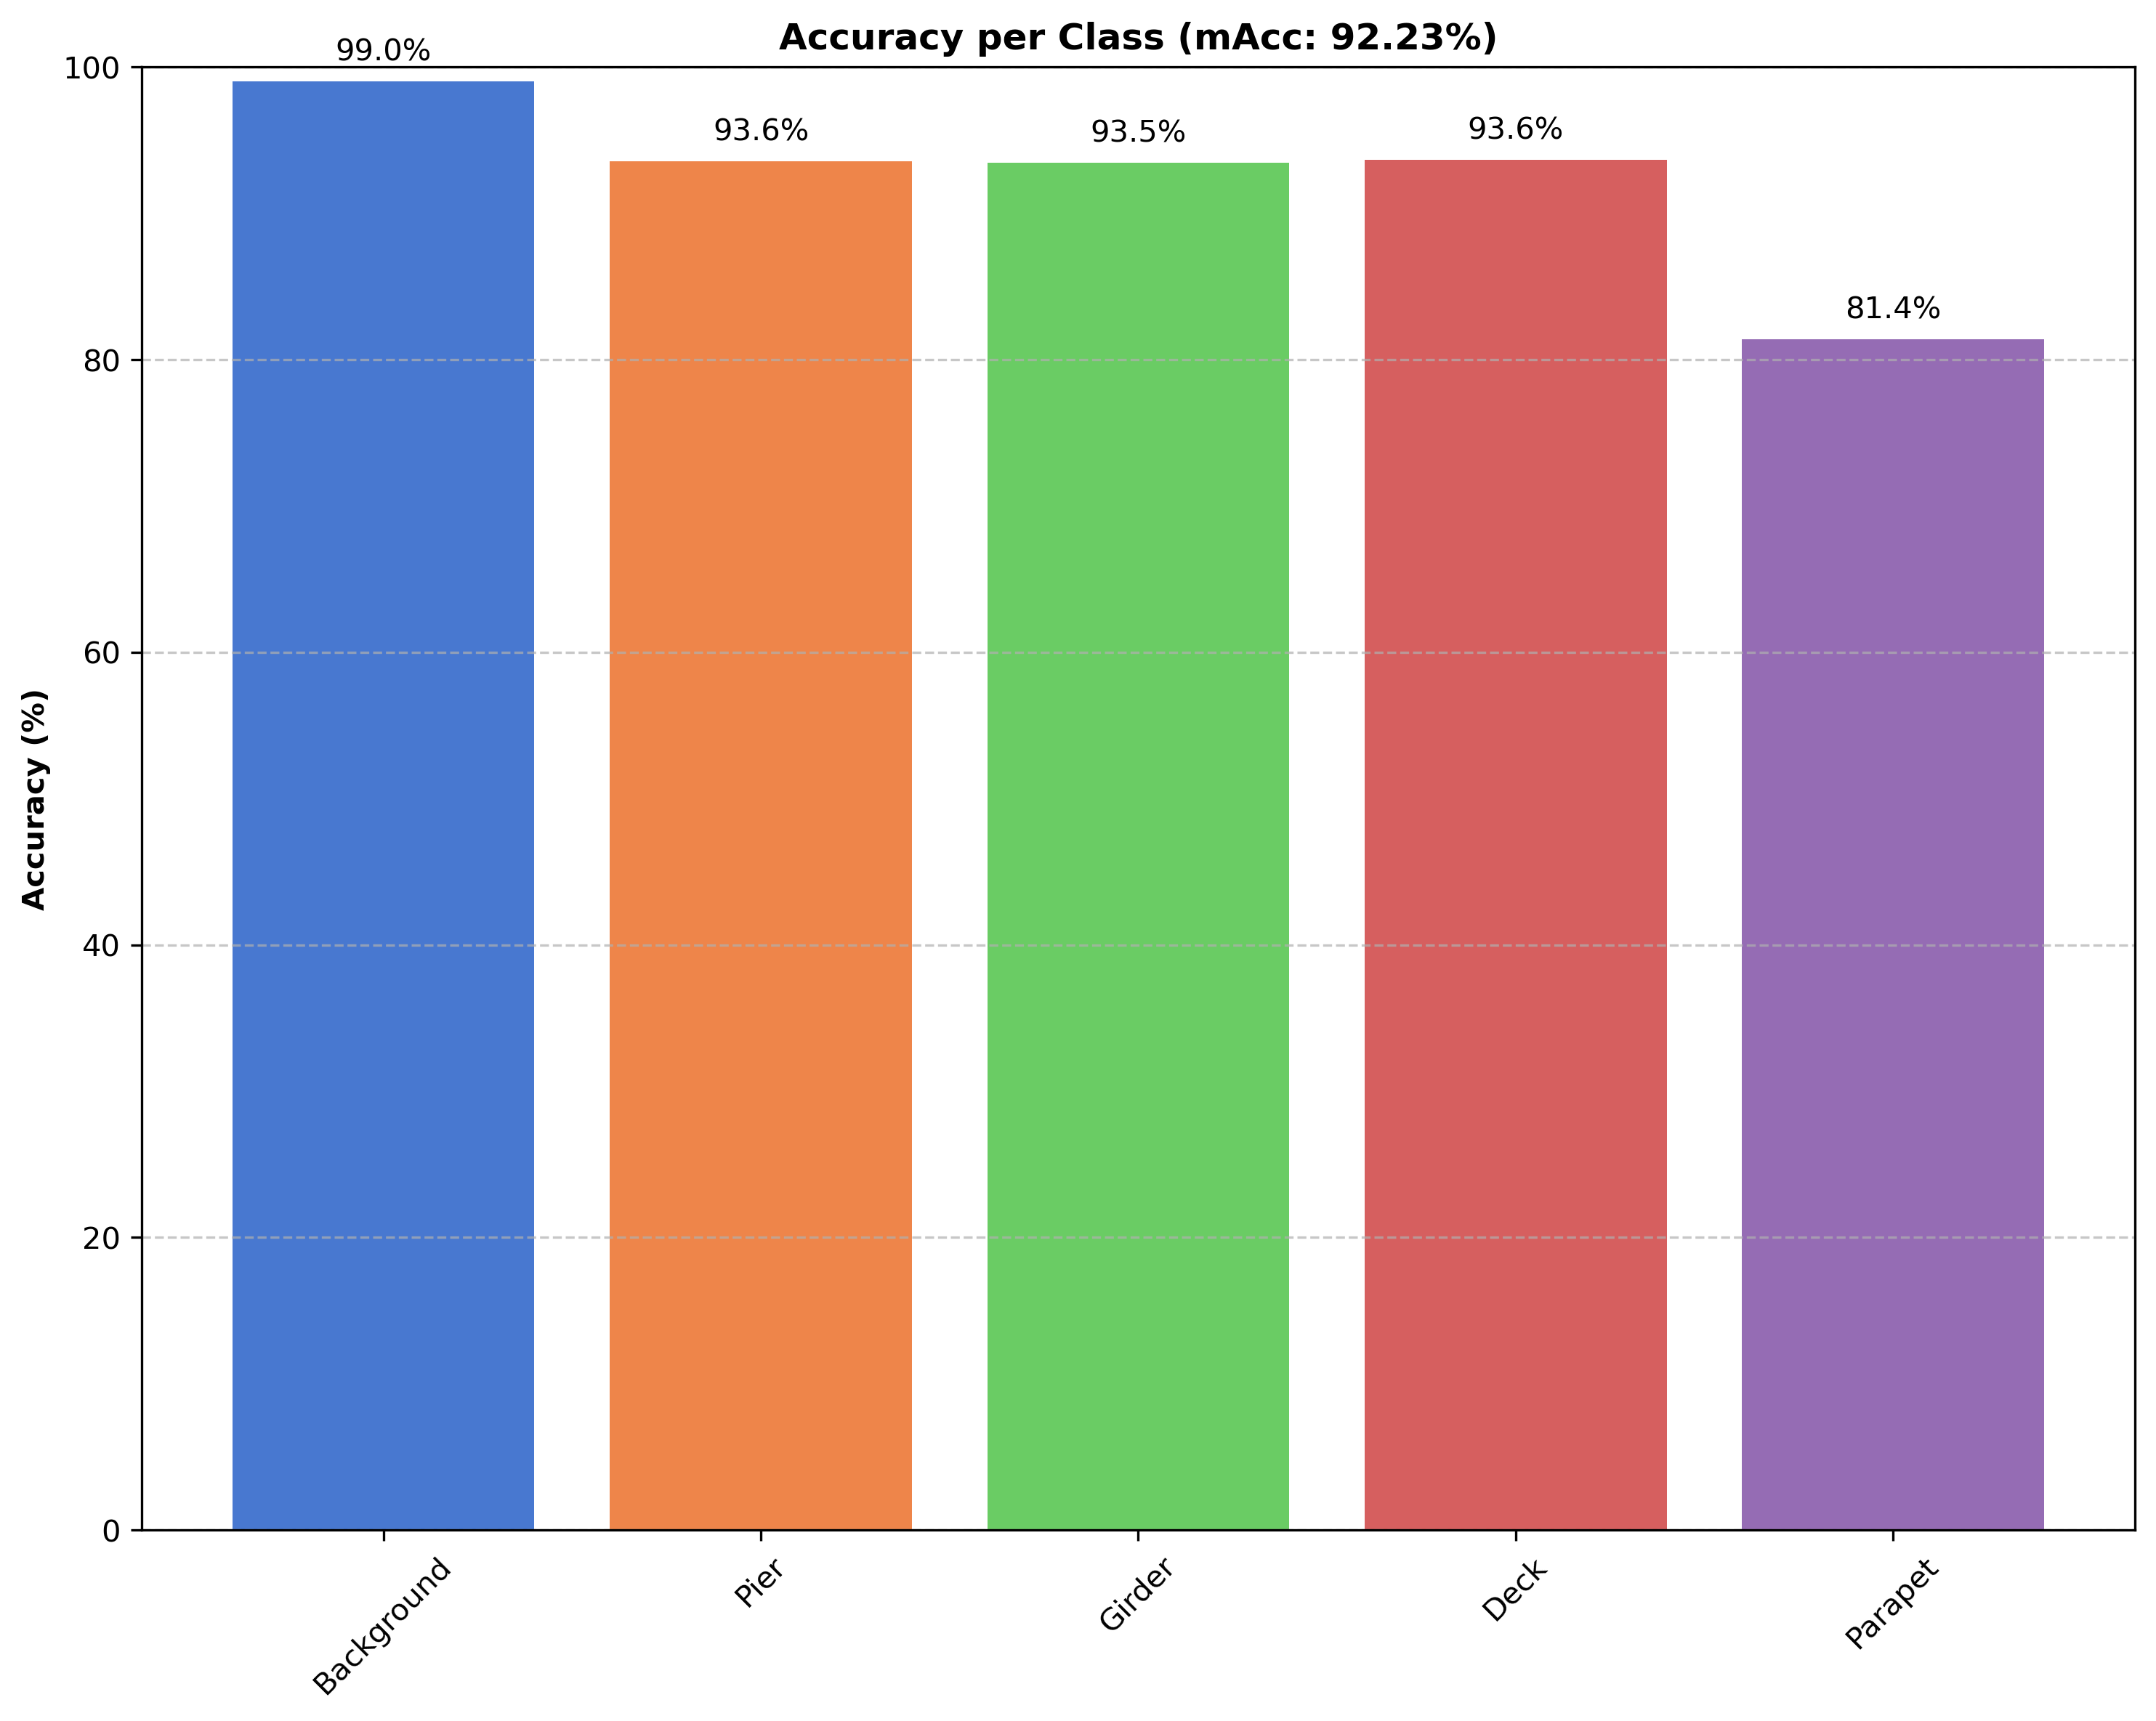 Accuracy per Class (mAcc: 92.23%)
99.0%
93.6%
93.5%
93.6%
81.4%
100
80
60
40
20
0
Accuracy (%)
Background
Pier
Girder
Deck
Parapet